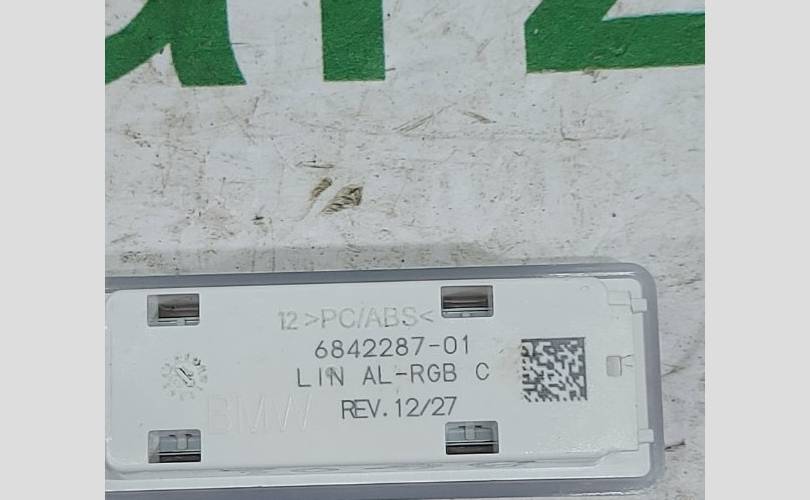 12 >PC/ABS<
6842287-01
LIN AL-RGB C
BMW
REV. 12/27